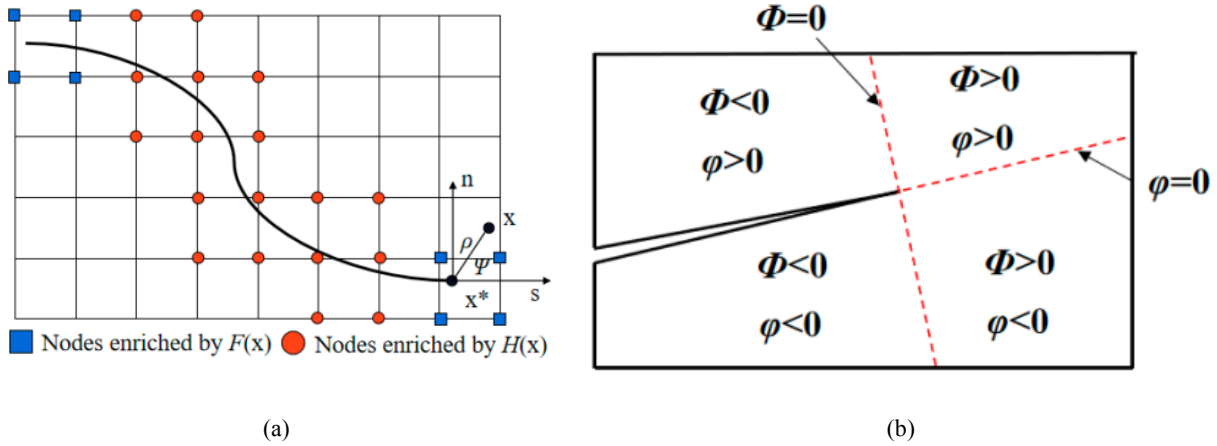 n
x
ρ
Ψ
x*
s
Nodes enriched by F(x)
Nodes enriched by H(x)
(a)
Φ=0
Φ<0
Φ>0
φ>0
φ>0
φ=0
Φ<0
Φ>0
φ<0
φ<0
(b)